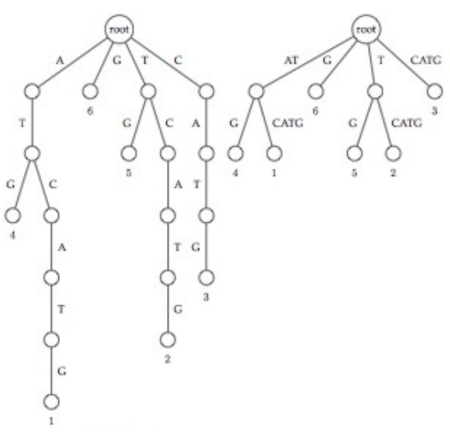 root root
A G T C AT G T CATG
6 6 3
T G C A G CATG G CATG
5 4 1 5 2
G C A T
4
A T G
3
T G
2
G
1